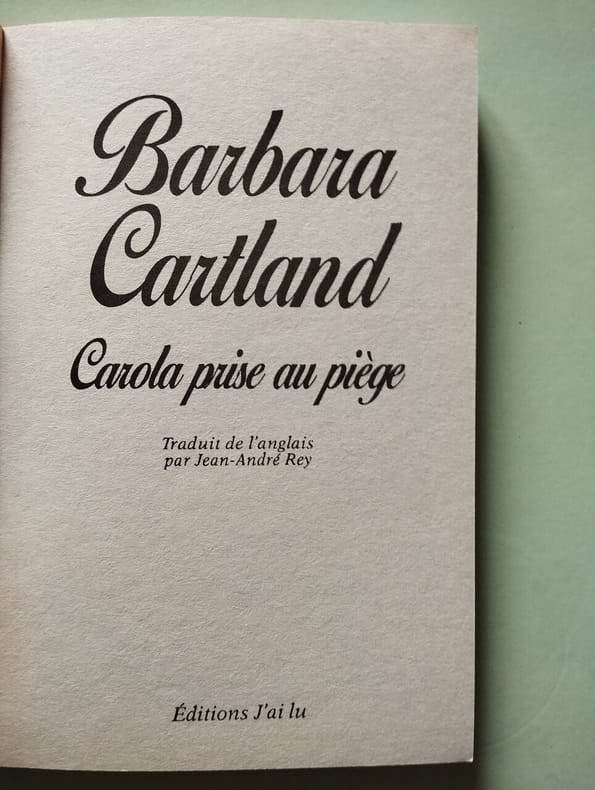 Barbara
Cartland
Carola prise au piège
Traduit de l'anglais
par Jean-André Rey
Éditions J'ai lu